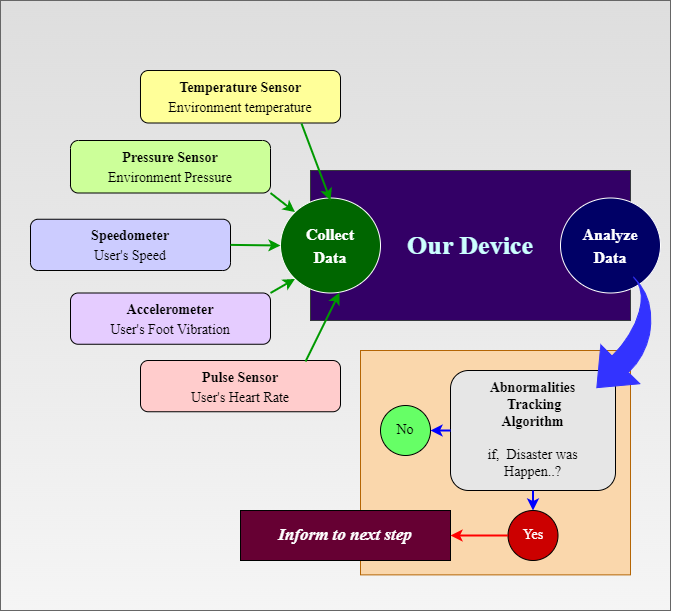 Temperature Sensor
Environment temperature
Pressure Sensor
Environment Pressure
Speedometer
User's Speed
Accelerometer
User's Foot Vibration
Pulse Sensor
User's Heart Rate
Collect
Data
Our Device
Analyze
Data
Abnormalities
Tracking
Algorithm
if,  Disaster was
Happen..?
No
Yes
Inform to next step